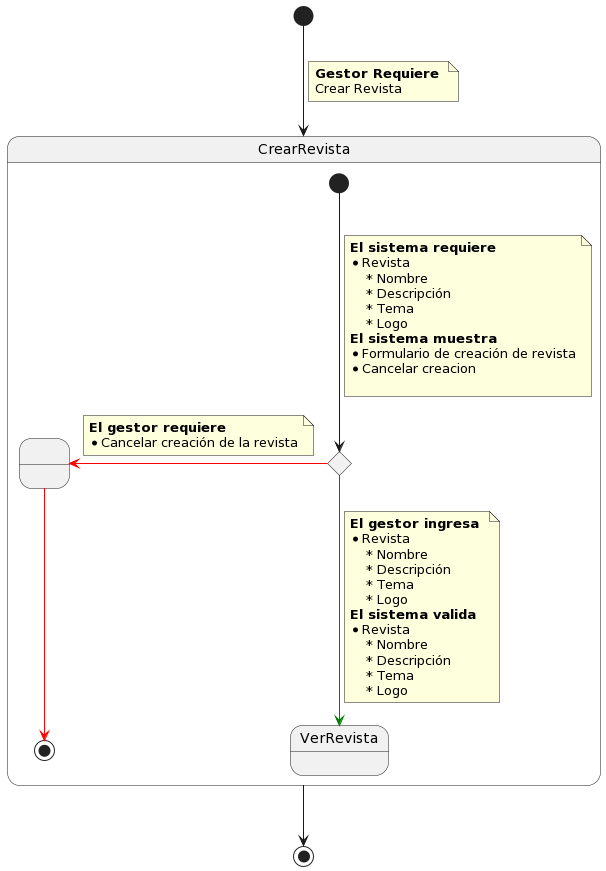 Gestor Requiere
Crear Revista
CrearRevista
El sistema requiere
• Revista
* Nombre
* Descripción
* Tema
* Logo
El sistema muestra
• Formulario de creación de revista
• Cancelar creacion
El gestor requiere
• Cancelar creación de la revista
El gestor ingresa
• Revista
* Nombre
* Descripción
* Tema
* Logo
El sistema valida
• Revista
* Nombre
* Descripción
* Tema
* Logo
VerRevista